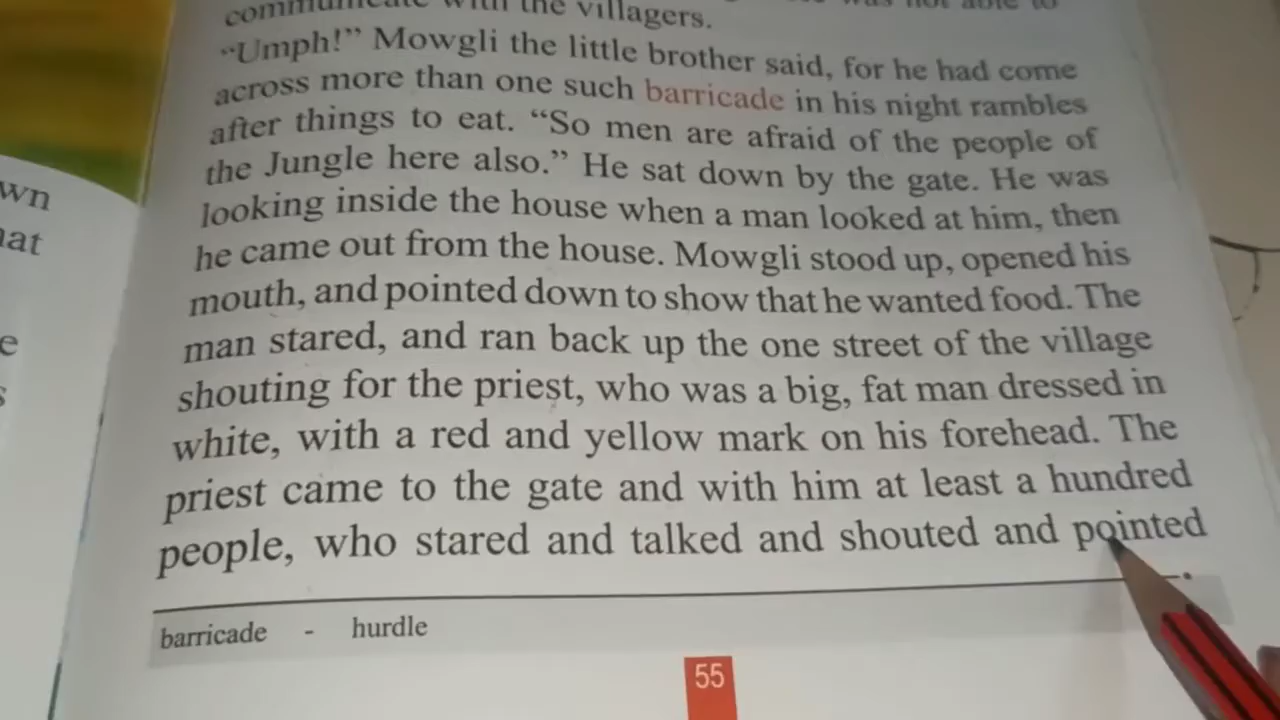 communicate with the villagers.
“Umph!” Mowgli the little brother said, for he had come
across more than one such barricade in his night rambles
after things to eat. “So men are afraid of the people of
the Jungle here also.” He sat down by the gate. He was
looking inside the house when a man looked at him, then
he came out from the house. Mowgli stood up, opened his
mouth, and pointed down to show that he wanted food. The
man stared, and ran back up the one street of the village
shouting for the priest, who was a big, fat man dressed in
white, with a red and yellow mark on his forehead. The
priest came to the gate and with him at least a hundred
people, who stared and talked and shouted and pointed
barricade - hurdle
55